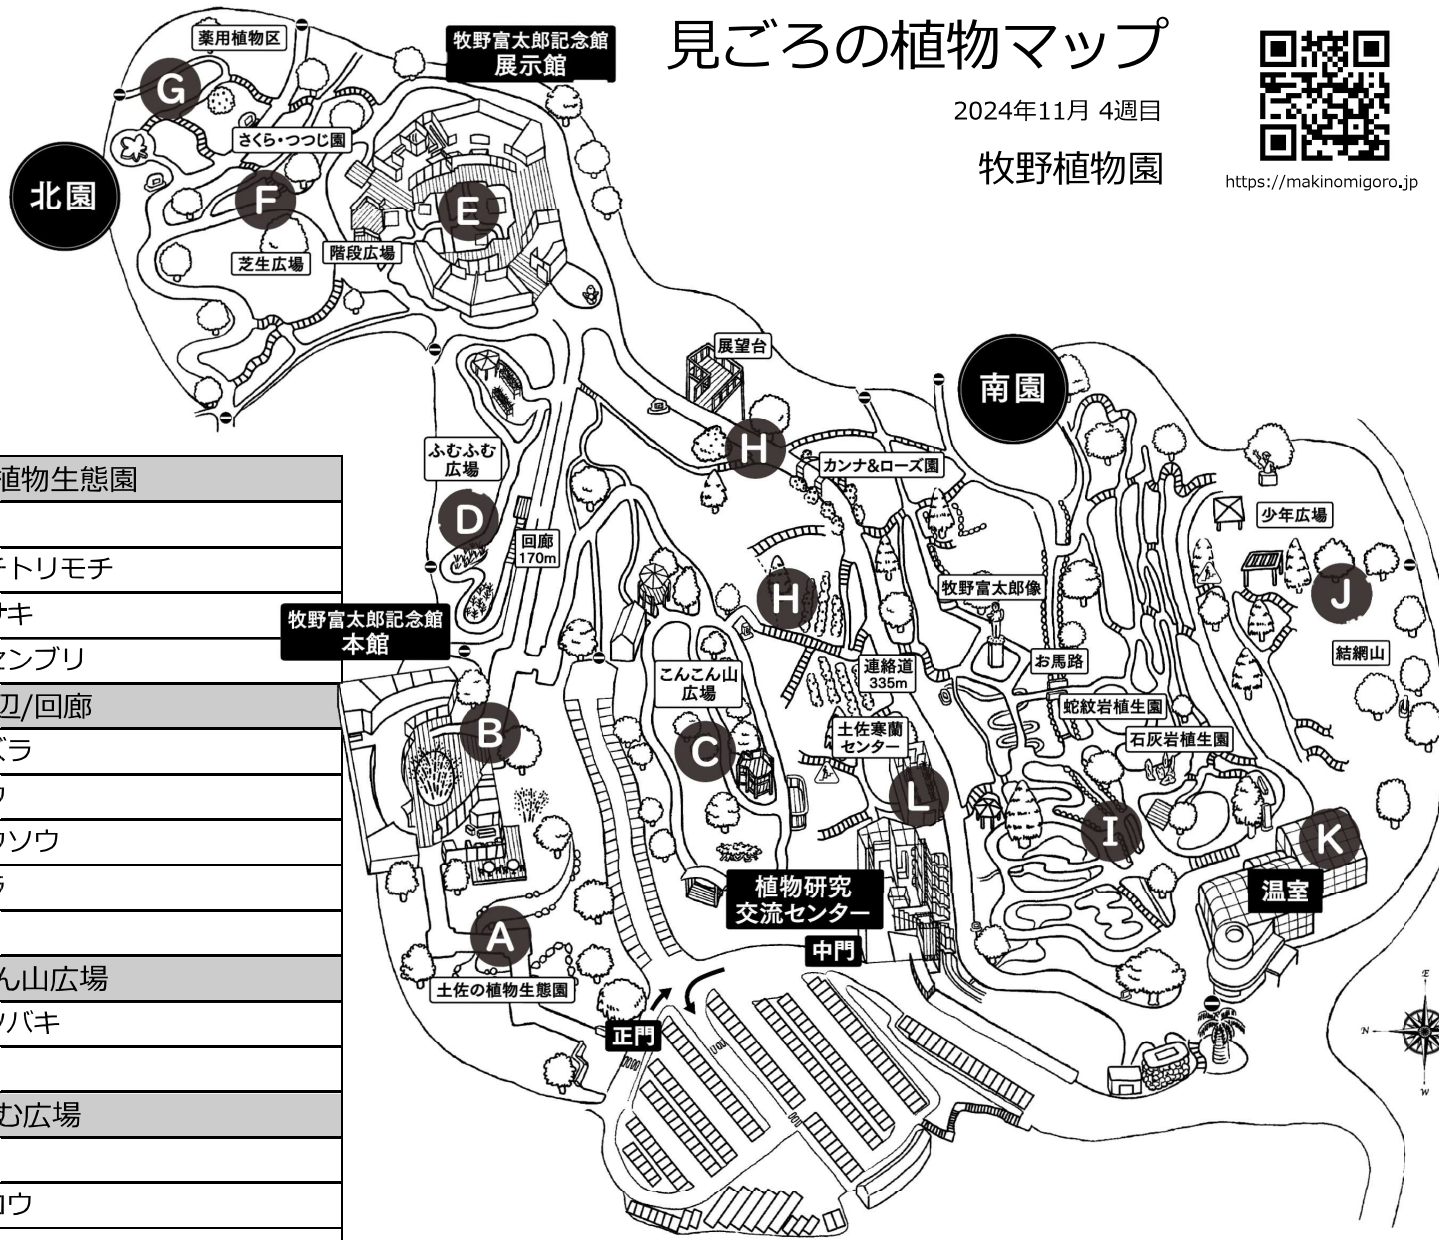 見ごろの植物マップ
2024年11月 4週目
牧野植物園
https://makinomigoro.jp
薬用植物区
牧野富太郎記念館
展示館
G
さくら・つつじ園
北園
F
E
芝生広場
階段広場
展望台
南園
ふむふむ
広場
H
カンナ&ローズ園
D
回廊
170m
少年広場
牧野富太郎像
H
J
牧野富太郎記念館
本館
こんこん山
広場
連絡道
335m
お馬路
結網山
蛇紋岩植生園
B
C
土佐寒蘭
センター
石灰岩植生園
L
I
K
植物研究
交流センター
温室
A
中門
土佐の植物生態園
正門
E
N
W
植物生態園
チトリモチ
ナキ
センブリ
辺/回廊
ズラ
ウソウ
ん山広場
ツバキ
む広場
コウ